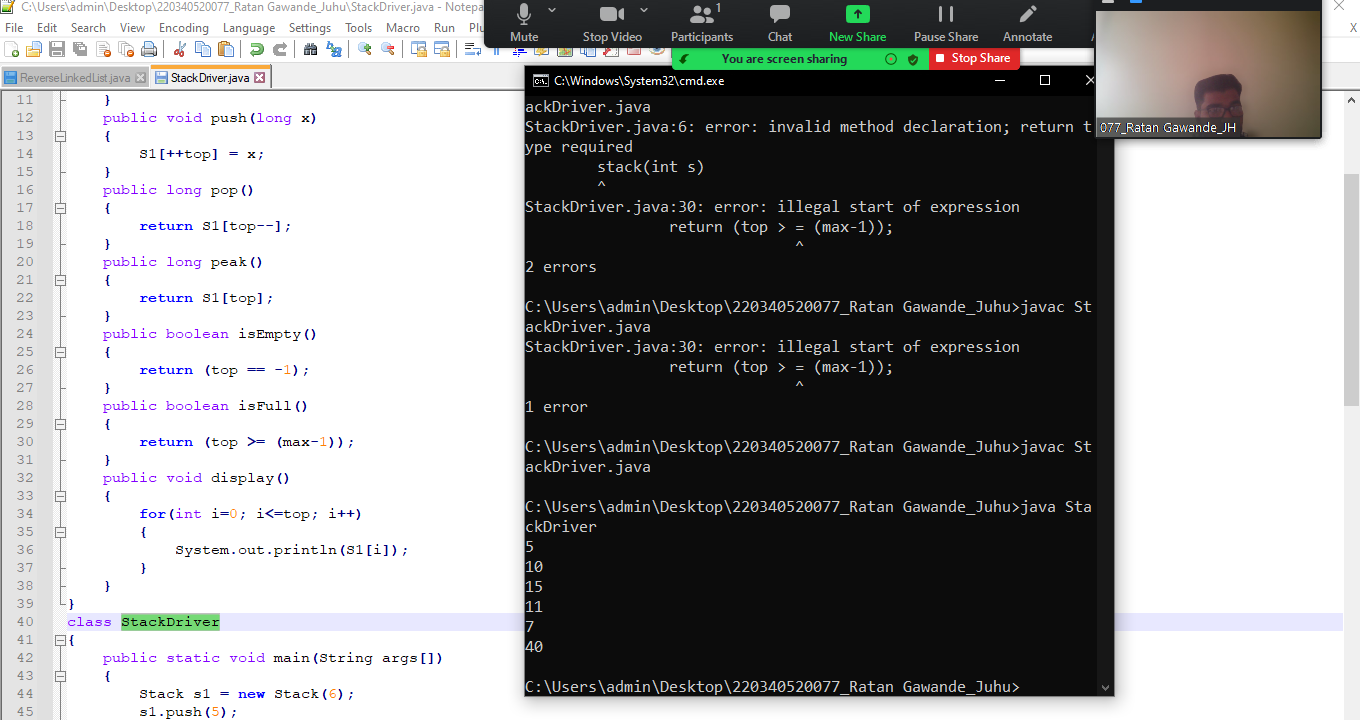 C:\Users\admin\Desktop\220340520077_Ratan Gawande_Juhu\StackDriver.java - Notepa
File Edit Search View Encoding Language Settings Tools Macro Run
X
Mute
Stop Video
1
Participants
Chat
New Share
Pause Share
Annotate
You are screen sharing
Stop Share
077_Ratan Gawande_JH
ReverseLinkedList.java
StackDriver.java
11 }
12 public void push(long x)
13 {
14 S1[++top] = x;
15 }
16 public long pop()
17 {
18 return S1[top--];
19 }
20 public long peak()
21 {
22 return S1[top];
23 }
24 public boolean isEmpty()
25 {
26 return (top == -1);
27 }
28 public boolean isFull()
29 {
30 return (top >= (max-1));
31 }
32 public void display()
33 {
34 for(int i=0; i<=top; i++)
35 {
36 System.out.println(S1[i]);
37 }
38 }
39 }
40 class StackDriver
41 {
42 public static void main(String args[])
43 {
44 Stack s1 = new Stack(6);
45 s1.push(5);
C:\Windows\System32\cmd.exe
ackDriver.java
StackDriver.java:6: error: invalid method declaration; return t
ype required
stack(int s)
^
StackDriver.java:30: error: illegal start of expression
return (top > = (max-1));
^
2 errors
C:\Users\admin\Desktop\220340520077_Ratan Gawande_Juhu>javac St
ackDriver.java
StackDriver.java:30: error: illegal start of expression
return (top > = (max-1));
^
1 error
C:\Users\admin\Desktop\220340520077_Ratan Gawande_Juhu>javac St
ackDriver.java
C:\Users\admin\Desktop\220340520077_Ratan Gawande_Juhu>java Sta
ckDriver
5
10
15
11
7
40
C:\Users\admin\Desktop\220340520077_Ratan Gawande_Juhu>